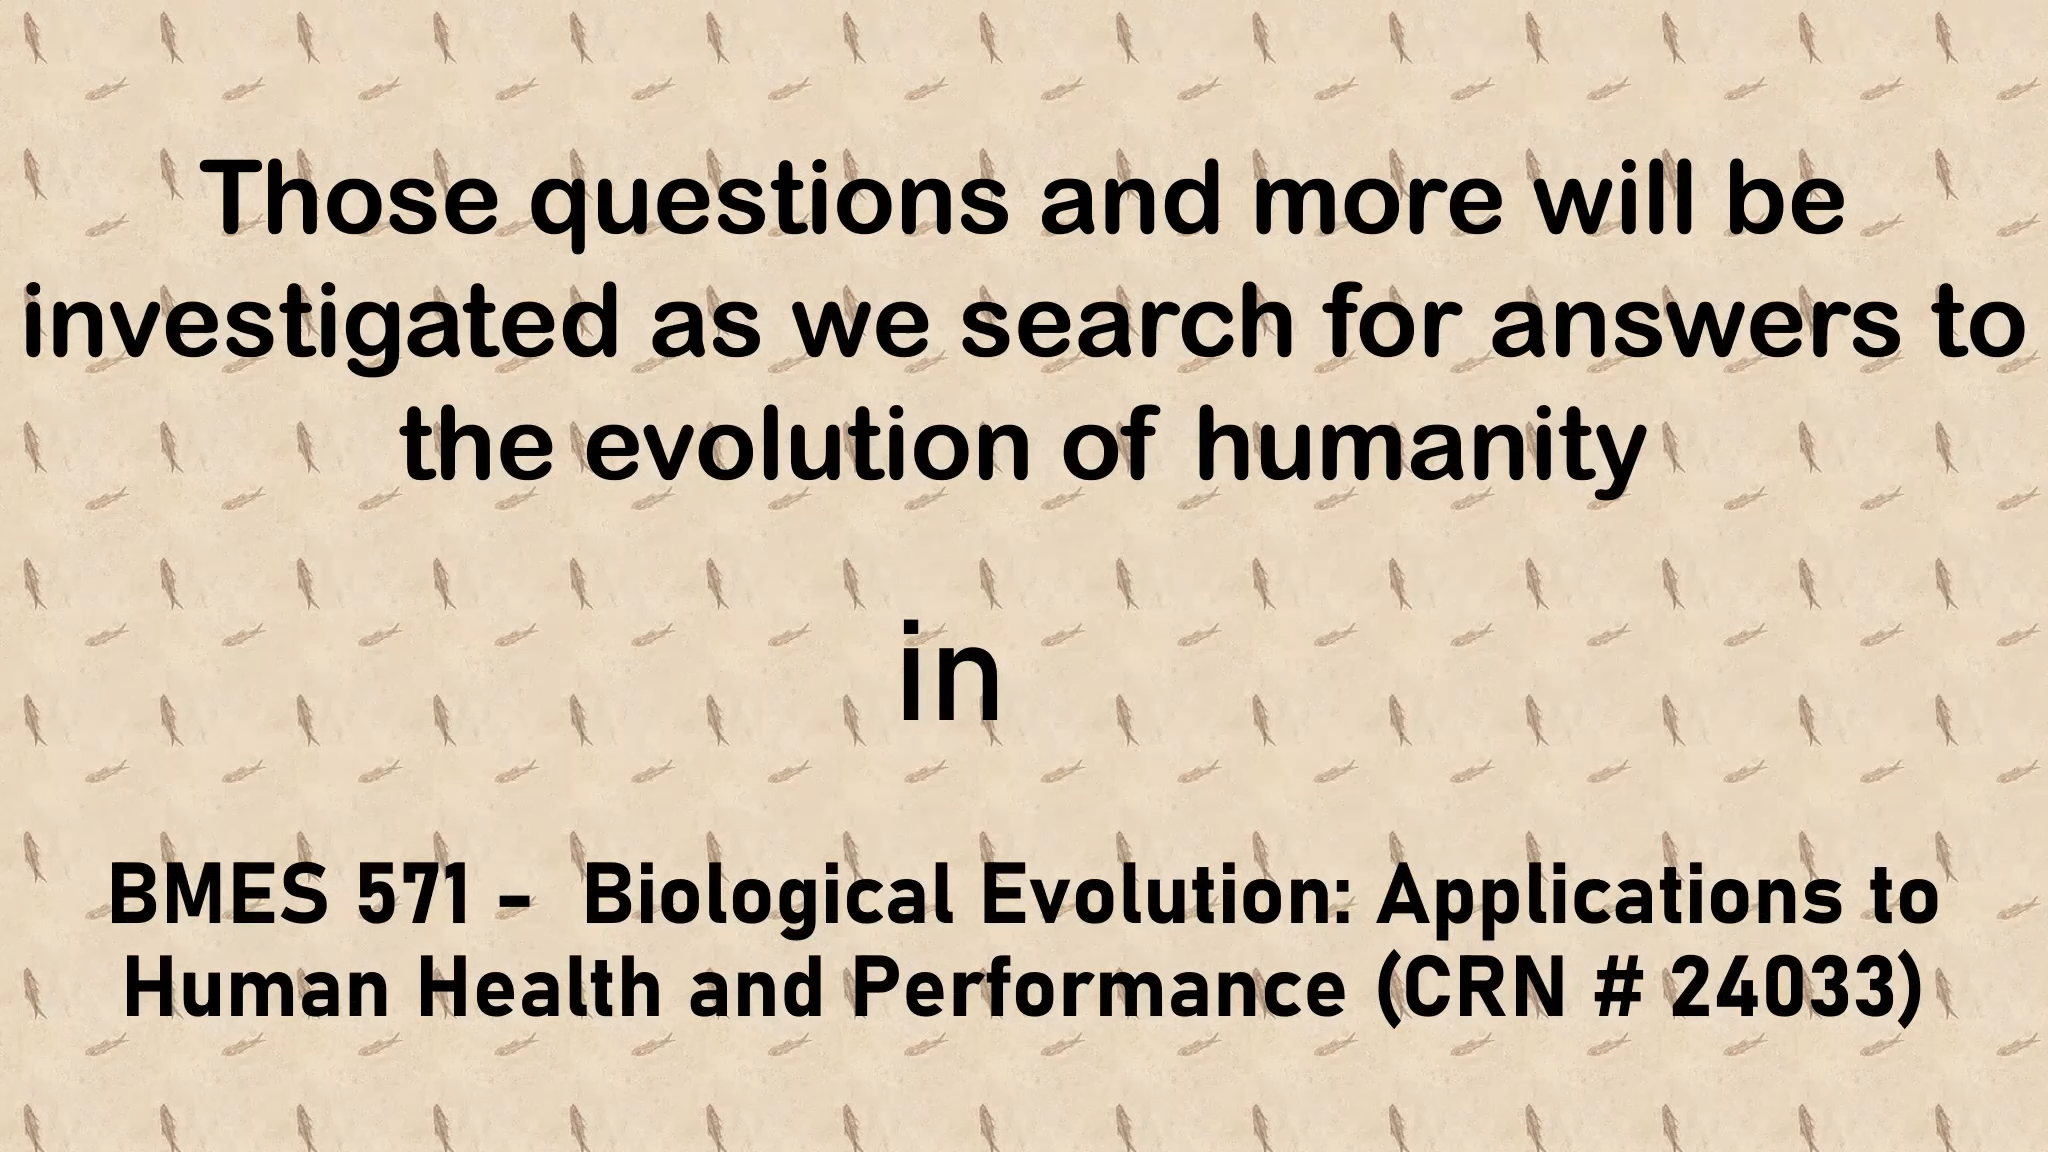 Those questions and more will be
investigated as we search for answers to
the evolution of humanity
in
BMES 571 -  Biological Evolution: Applications to
Human Health and Performance (CRN # 24033)